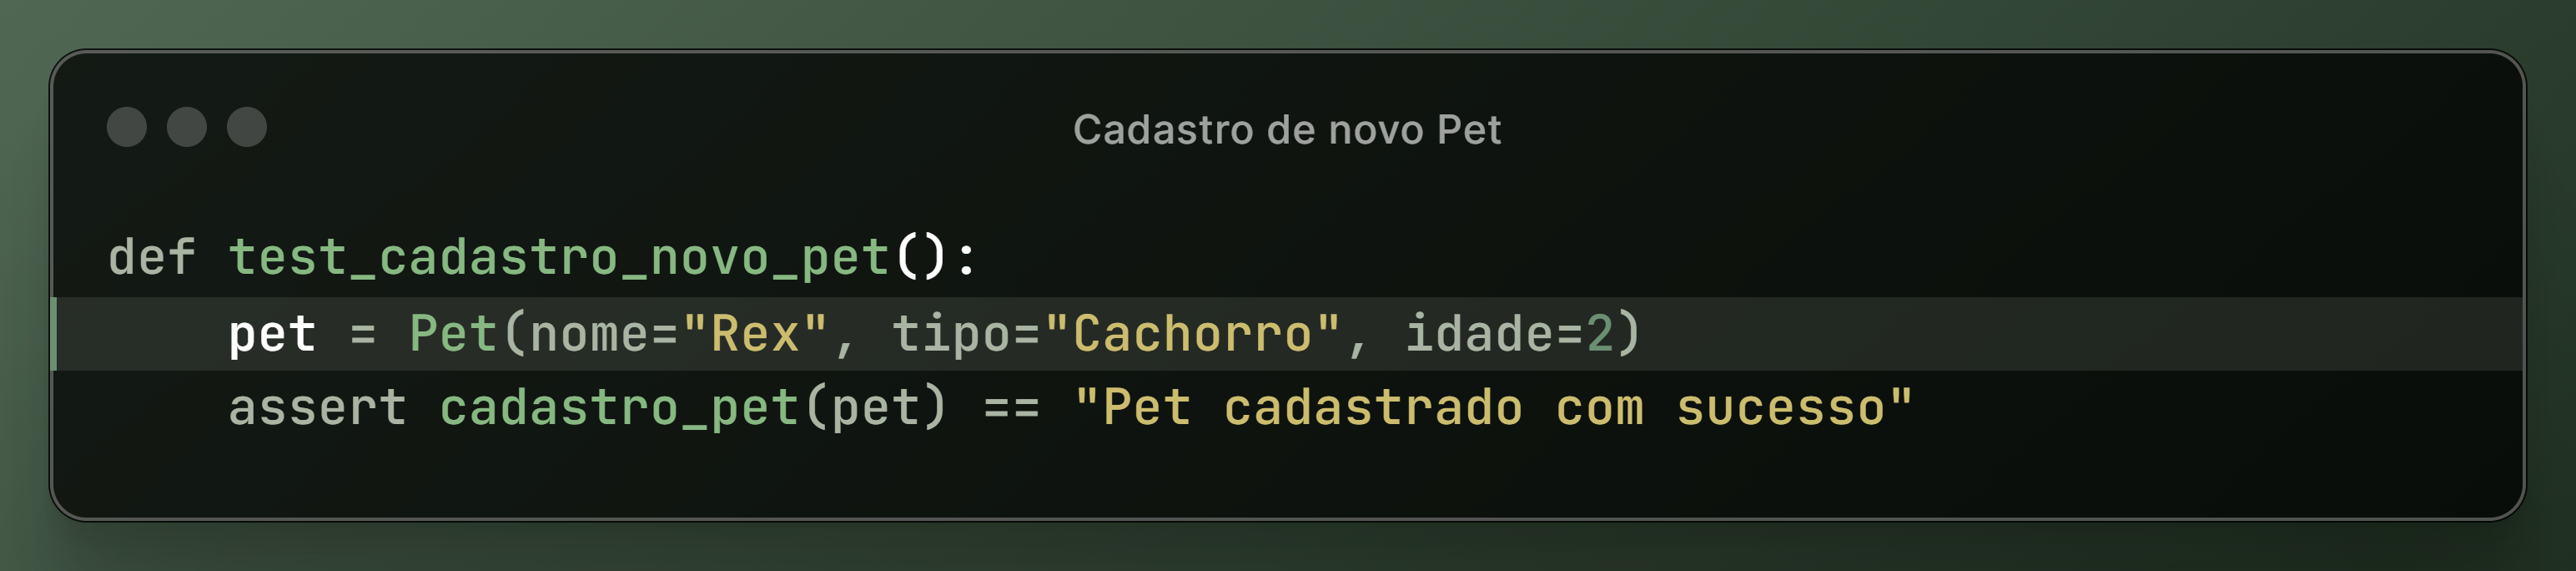 Cadastro de novo Pet
def test_cadastro_novo_pet():
    pet = Pet(nome="Rex", tipo="Cachorro", idade=2)
    assert cadastro_pet(pet) == "Pet cadastrado com sucesso"